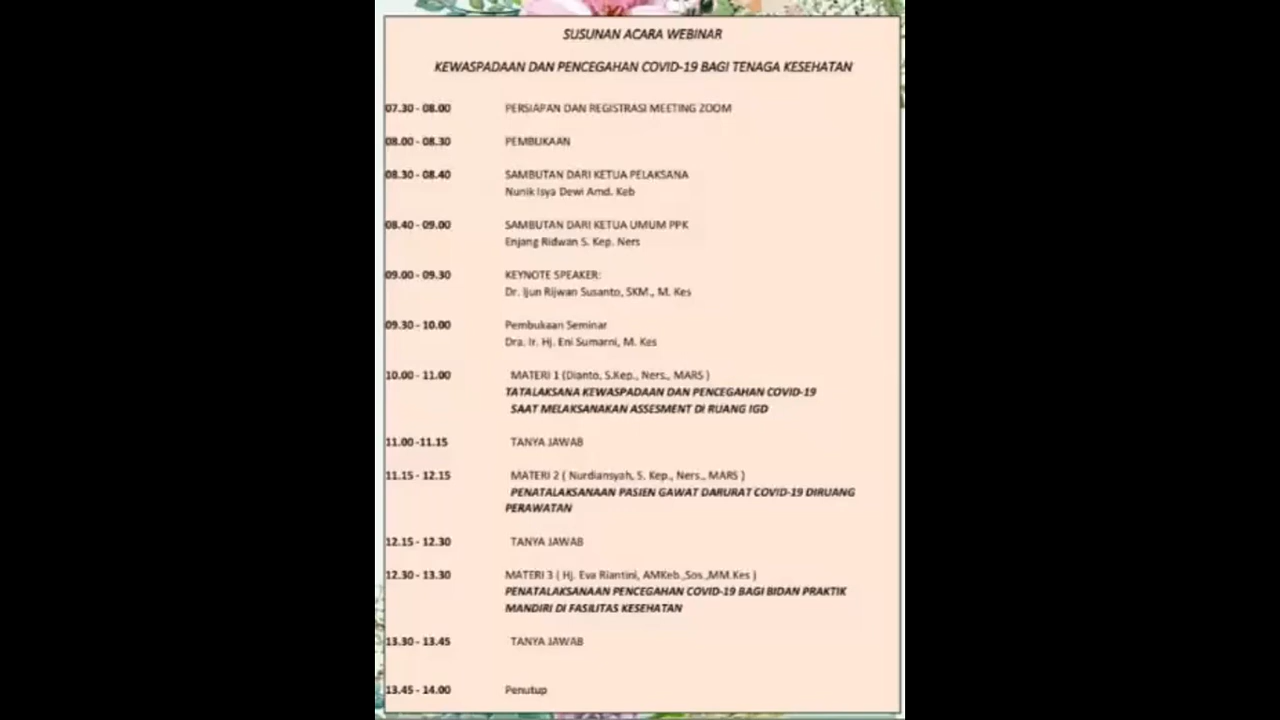 SUSUNAN ACARA WEBINAR
KEWASPADAAN DAN PENCEGAHAN COVID-19 BAGI TENAGA KESEHATAN
07.30 - 08.00 PERSIAPAN DAN REGISTRASI MEETING ZOOM
08.00 - 08.30 PEMBUKAAN
08.30 - 08.40 SAMBUTAN DARI KETUA PELAKSANA
Nunik Isya Dewi Amd. Keb
08.40 - 09.00 SAMBUTAN DARI KETUA UMUM PPK
Enjang Ridwan S. Kep. Ners
09.00 - 09.30 KEYNOTE SPEAKER:
Dr. Ijun Rijwan Susanto, SKM., M. Kes
09.30 - 10.00 Pembukaan Seminar
Dra. Ir. Hj. Eni Sumarni, M. Kes
10.00 - 11.00 MATERI 1 (Dianto, S.Kep., Ners., MARS )
TATALAKSANA KEWASPADAAN DAN PENCEGAHAN COVID-19
SAAT MELAKSANAKAN ASSESMENT DI RUANG IGD
11.00 -11.15 TANYA JAWAB
11.15 - 12.15 MATERI 2 ( Nurdiansyah, S. Kep., Ners., MARS )
PENATALAKSANAAN PASIEN GAWAT DARURAT COVID-19 DIRUANG
PERAWATAN
12.15 - 12.30 TANYA JAWAB
12.30 - 13.30 MATERI 3 ( Hj. Eva Riantini, AMKeb.,Sos.,MM.Kes )
PENATALAKSANAAN PENCEGAHAN COVID-19 BAGI BIDAN PRAKTIK
MANDIRI DI FASILITAS KESEHATAN
13.30 - 13.45 TANYA JAWAB
13.45 - 14.00 Penutup